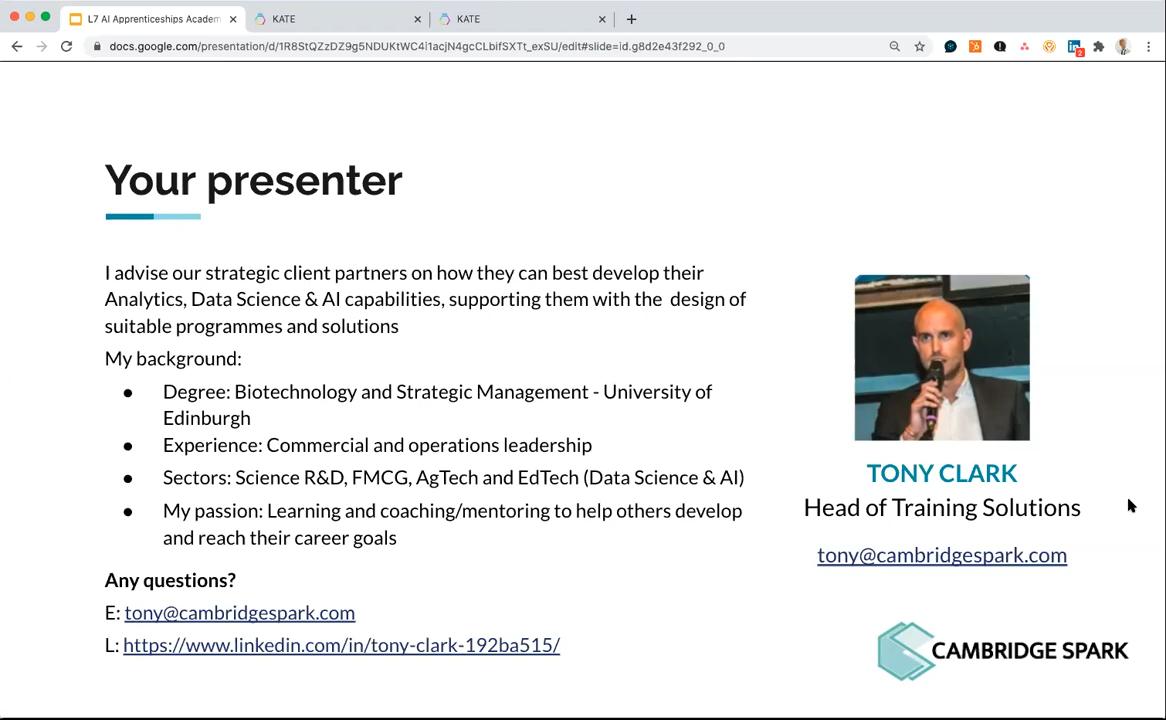 L7 AI Apprenticeships Academ
KATE
KATE
docs.google.com/presentation/d/1R8StQZzDZ9g5NDUKtWC4i1acjN4gcCLbifSXTt_exSU/edit#slide=id.g8d2e43f292_0_0
2
Your presenter
I advise our strategic client partners on how they can best develop their
Analytics, Data Science & AI capabilities, supporting them with the design of
suitable programmes and solutions
My background:
● Degree: Biotechnology and Strategic Management - University of
Edinburgh
● Experience: Commercial and operations leadership
● Sectors: Science R&D, FMCG, AgTech and EdTech (Data Science & AI)
● My passion: Learning and coaching/mentoring to help others develop
and reach their career goals
Any questions?
E: tony@cambridgespark.com
L: https://www.linkedin.com/in/tony-clark-192ba515/
TONY CLARK
Head of Training Solutions
tony@cambridgespark.com
CAMBRIDGE SPARK